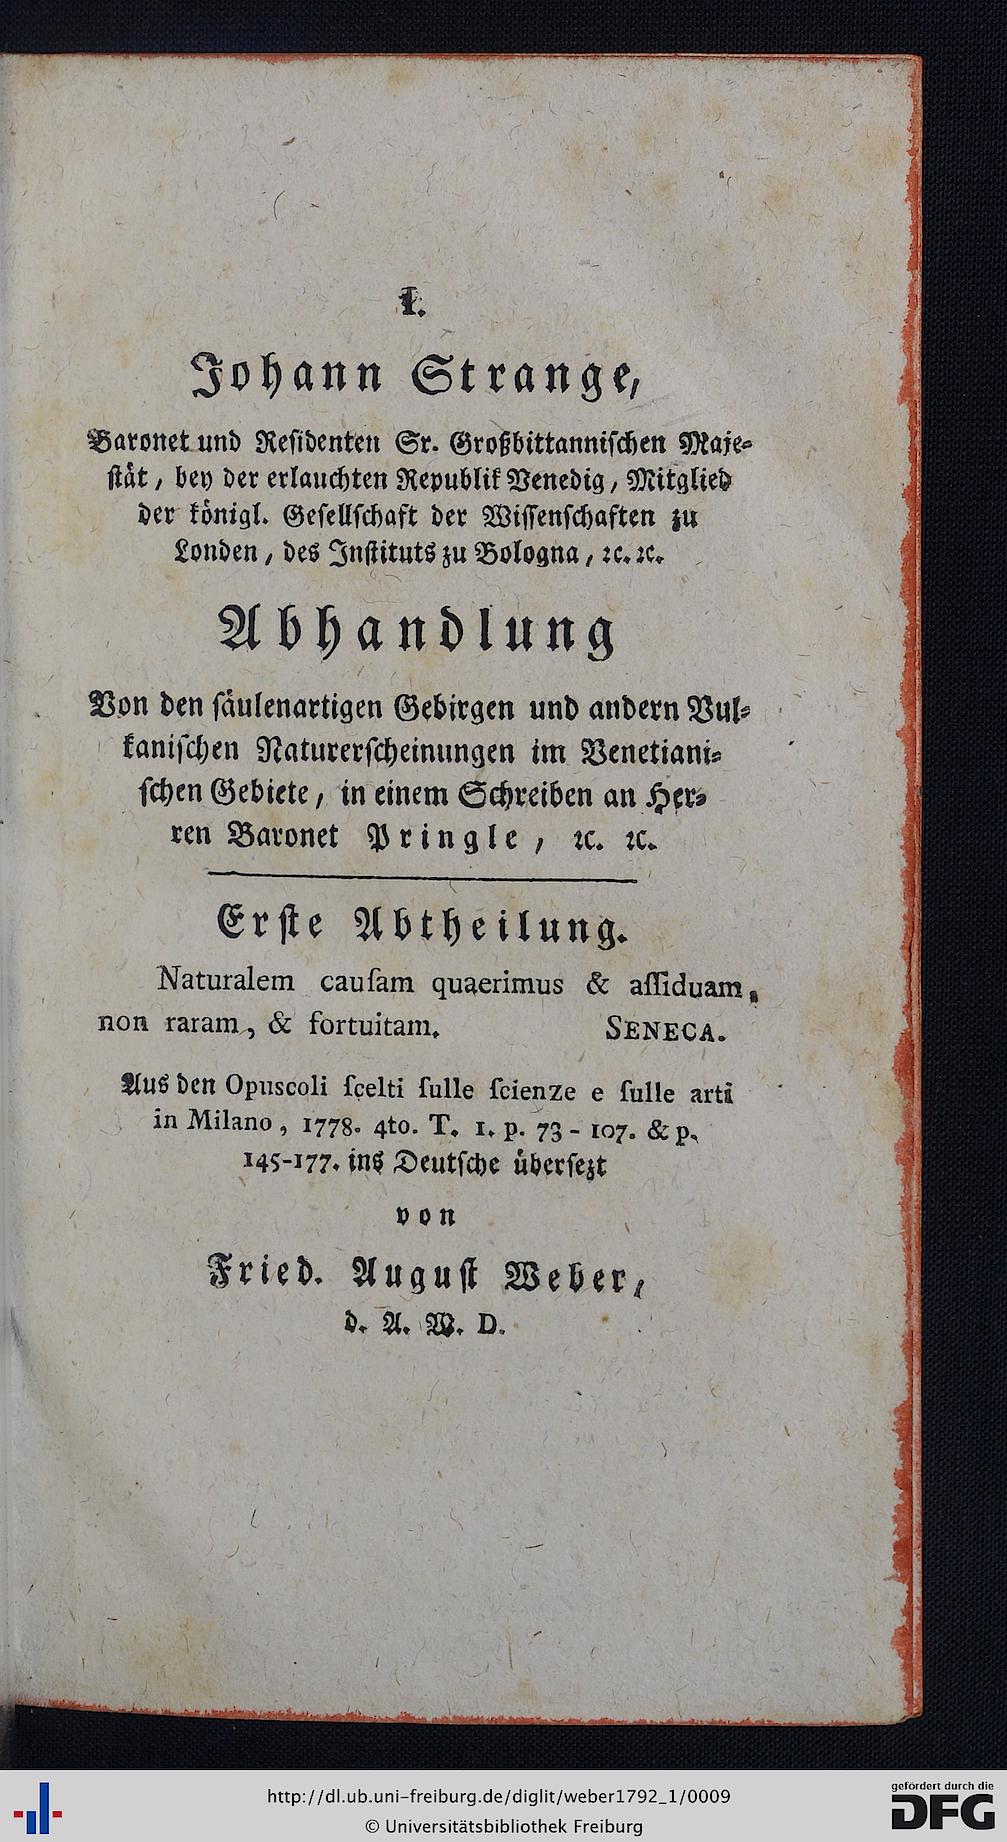 I.
Johann Strange,
Baronet und Residenten Sr. Großbittannischen Maje⸗
ſtät, bey der erlauchten Republik Venedig, Mitglied
der königl. Geſellſchaft der Wiſſenſchaften zu
Londen, des Inſtituts zu Bologna, ꝛc. ꝛc.
Abhandlung
Von den ſäulenartigen Gebirgen und andern Vul⸗
kaniſchen Naturerſcheinungen im Venetiani⸗
ſchen Gebiete, in einem Schreiben an Her⸗
ren Baronet Pringle, ꝛc. ꝛc.
Erſte Abtheilung.
Naturalem cauſam quaerimus & aſſiduam,
non raram, & fortuitam. SENECA.
Aus den Opuscoli ſcelti ſulle ſcienze e ſulle arti
in Milano, 1778. 4to. T. 1. p. 73 - 107. & p.
145-177. ins Deutſche überſezt
von
Fried. Auguſt Weber,
d. A. W. D.
http://dl.ub.uni-freiburg.de/diglit/weber1792_1/0009
© Universitätsbibliothek Freiburg
gefördert durch die
DFG